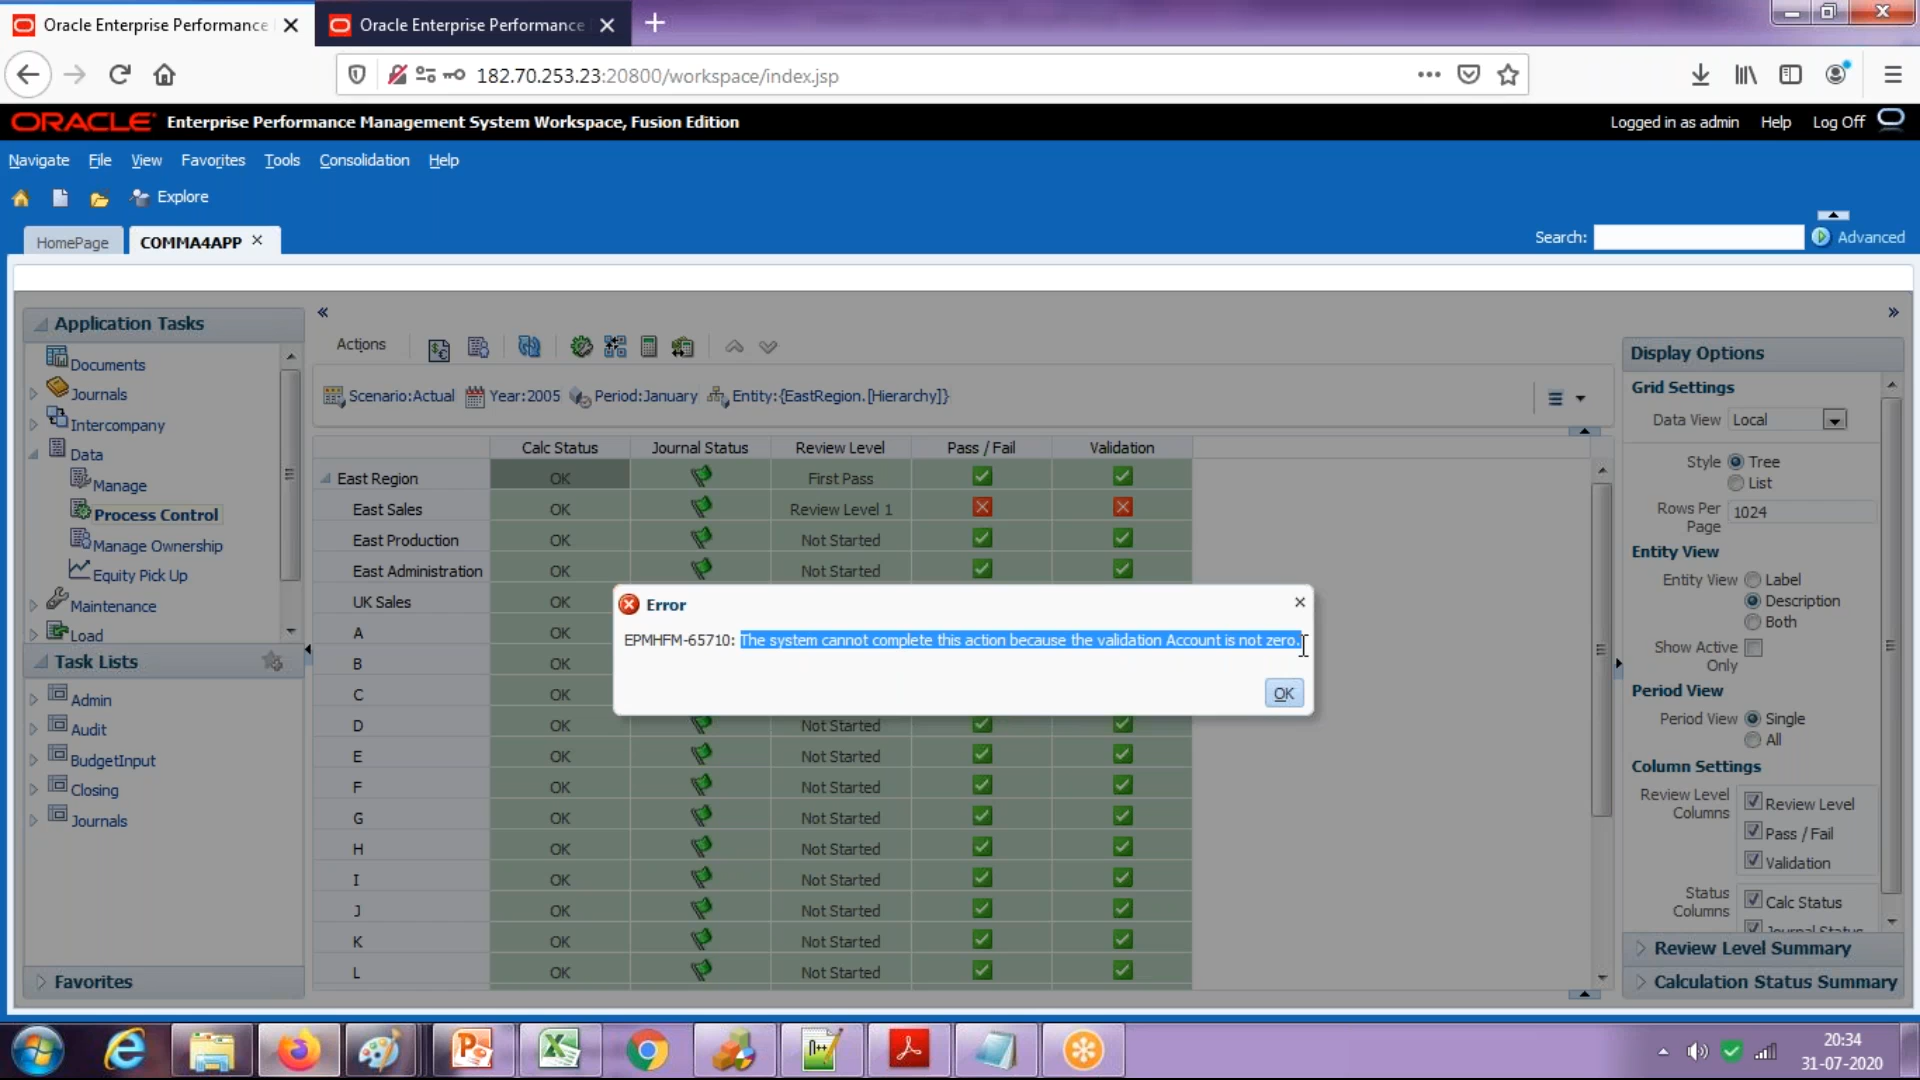 Oracle Enterprise Performance
Oracle Enterprise Performance
182.70.253.23:20800/workspace/index.jsp
ORACLE Enterprise Performance Management System Workspace, Fusion Edition
Logged in as admin Help Log Off
Navigate File View Favorites Tools Consolidation Help
Explore
HomePage COMMA4APP
Search: Advanced
Application Tasks
Documents
Journals
Intercompany
Data
Manage
Process Control
Manage Ownership
Equity Pick Up
Maintenance
Load
Task Lists
Admin
Audit
BudgetInput
Closing
Journals
Favorites
Actions
Scenario:Actual Year:2005 Period:January Entity:{EastRegion.[Hierarchy]}
Calc Status Journal Status Review Level Pass / Fail Validation
East Region OK First Pass
East Sales OK Review Level 1
East Production OK Not Started
East Administration OK Not Started
UK Sales OK
A OK
B OK
C OK
D OK Not Started
E OK Not Started
F OK Not Started
G OK Not Started
H OK Not Started
I OK Not Started
J OK Not Started
K OK Not Started
L OK Not Started
Error
EPMHFM-65710: The system cannot complete this action because the validation Account is not zero.
OK
Display Options
Grid Settings
Data View Local
Style Tree
List
Rows Per Page 1024
Entity View
Entity View Label
Description
Both
Show Active Only
Period View
Period View Single
All
Column Settings
Review Level Columns Review Level
Pass / Fail
Validation
Status Columns Calc Status
Journal Status
Review Level Summary
Calculation Status Summary
20:34
31-07-2020